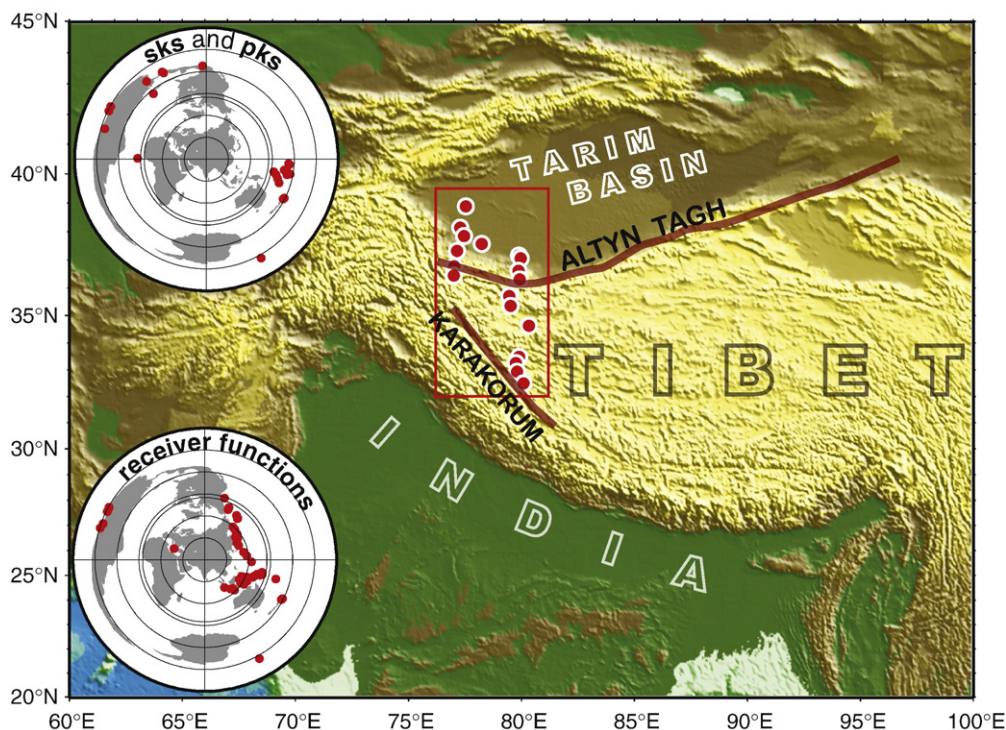 45°N
40°N
35°N
30°N
25°N
20°N
60°E
65°E
70°E
75°E
80°E
85°E
90°E
95°E
100°E
sks and pks
TARIM
BASIN
ALTYN TAGH
KARAKORUM
TIBET
INDIA
receiver functions